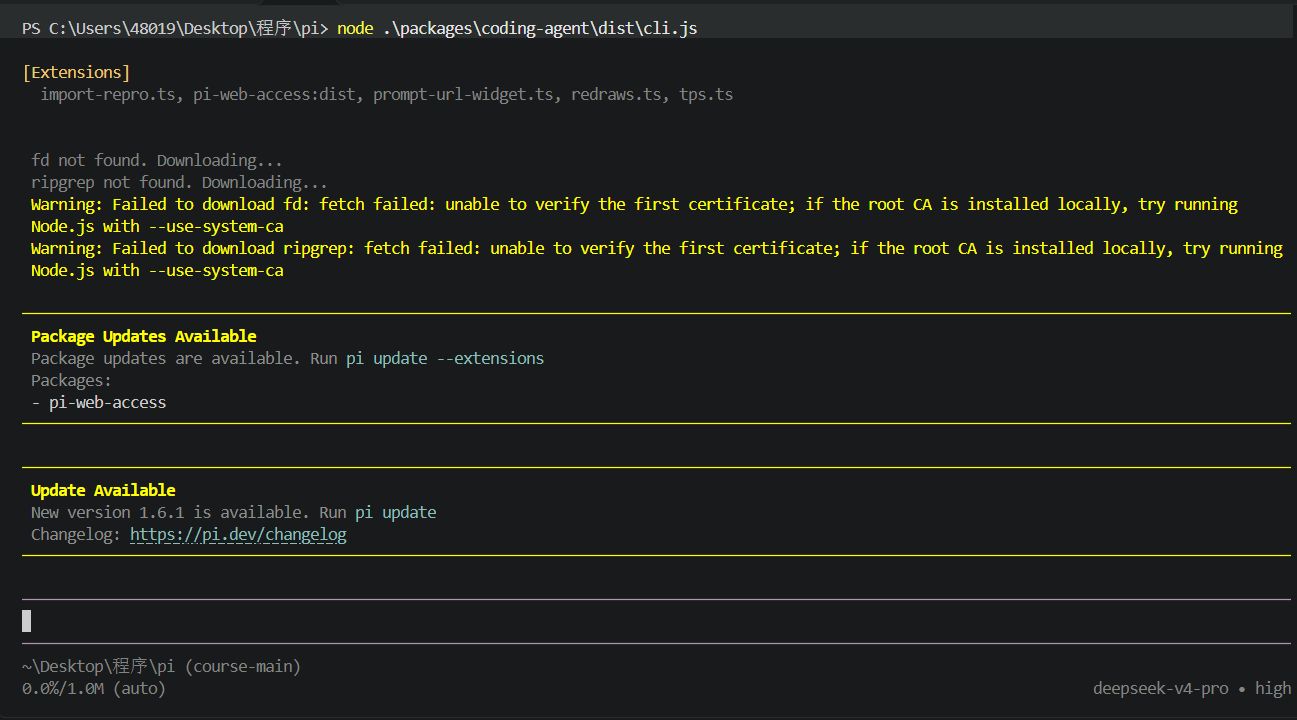 PS C:\Users\48019\Desktop\程序\pi> node .\packages\coding-agent\dist\cli.js
[Extensions]
import-repro.ts, pi-web-access:dist, prompt-url-widget.ts, redraws.ts, tps.ts
fd not found. Downloading...
ripgrep not found. Downloading...
Warning: Failed to download fd: fetch failed: unable to verify the first certificate; if the root CA is installed locally, try running
Node.js with --use-system-ca
Warning: Failed to download ripgrep: fetch failed: unable to verify the first certificate; if the root CA is installed locally, try running
Node.js with --use-system-ca
Package Updates Available
Package updates are available. Run pi update --extensions
Packages:
- pi-web-access
Update Available
New version 1.6.1 is available. Run pi update
Changelog: https://pi.dev/changelog
~\Desktop\程序\pi (course-main)
0.0%/1.0M (auto) deepseek-v4-pro • high